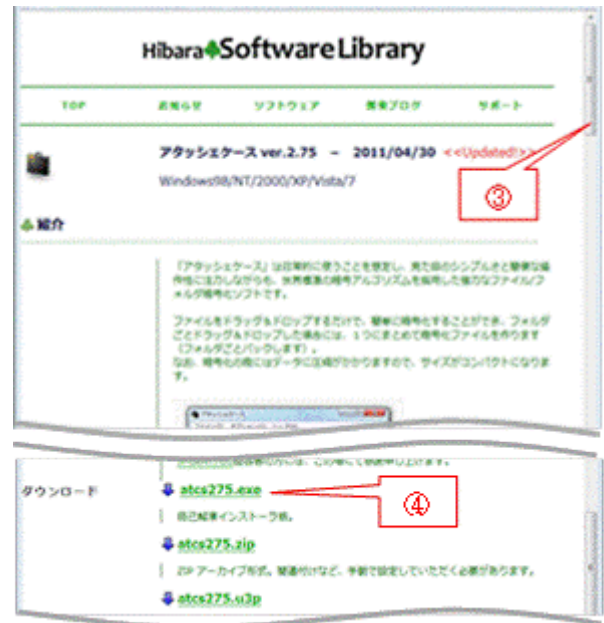 Hibara Software Library
TOP お知らせ ソフトウェア 開発ブログ サポート
アタッシェケース ver.2.75 － 2011/04/30 <<Updated!>>
Windows98/NT/2000/XP/Vista/7
③
紹介
「アタッシェケース」は日常的に使うことを想定し、見た目のシンプルさと簡単な操
作性に注力しながらも、世界標準の暗号アルゴリズムを採用した強力なファイル/フ
ォルダ暗号化ソフトです。
ファイルをドラッグ＆ドロップするだけで、簡単に暗号化することができ、フォルダ
ごとドラッグ＆ドロップした場合には、１つにまとめて暗号化ファイルを作ります
（フォルダごとパックします）。
なお、暗号化の際にはデータに圧縮がかかりますので、サイズがコンパクトになりま
す。
アタッシェケース
ダウンロード
atcs275.exe
④
自己解凍インストーラ版。
atcs275.zip
ZIP アーカイブ形式。関連付けなど、手動で設定していただく必要があります。
atcs275.u3p